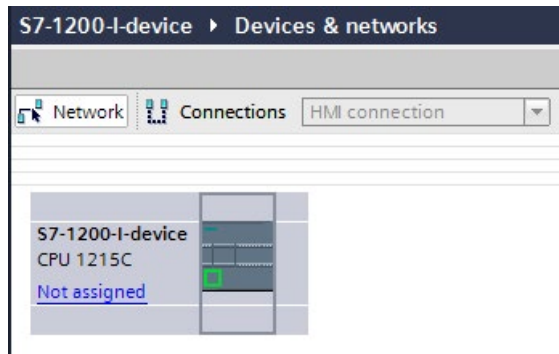 S7-1200-I-device ▸ Devices & networks
Network Connections HMI connection
S7-1200-I-device
CPU 1215C
Not assigned